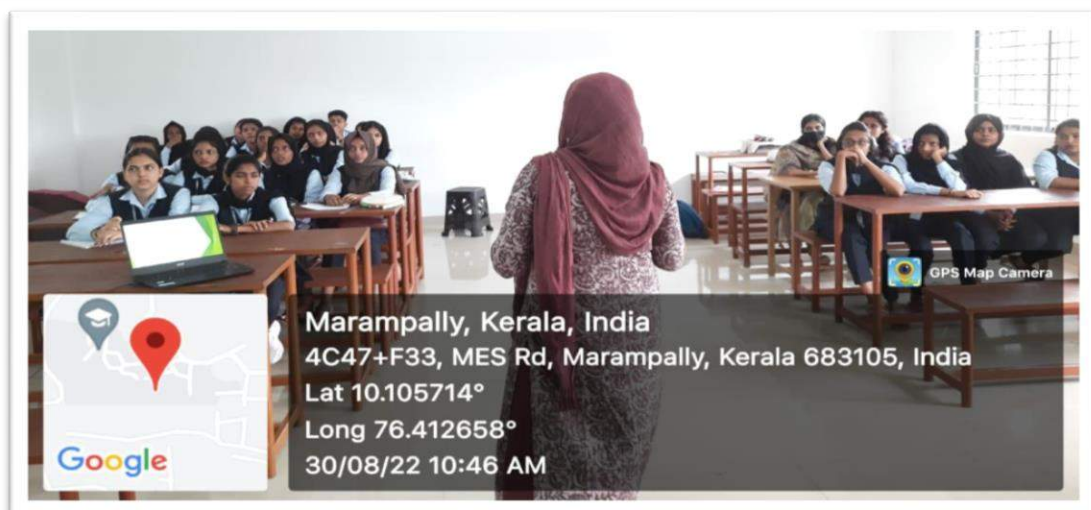 GPS Map Camera
Marampally, Kerala, India
4C47+F33, MES Rd, Marampally, Kerala 683105, India
Lat 10.105714°
Long 76.412658°
30/08/22 10:46 AM
Google